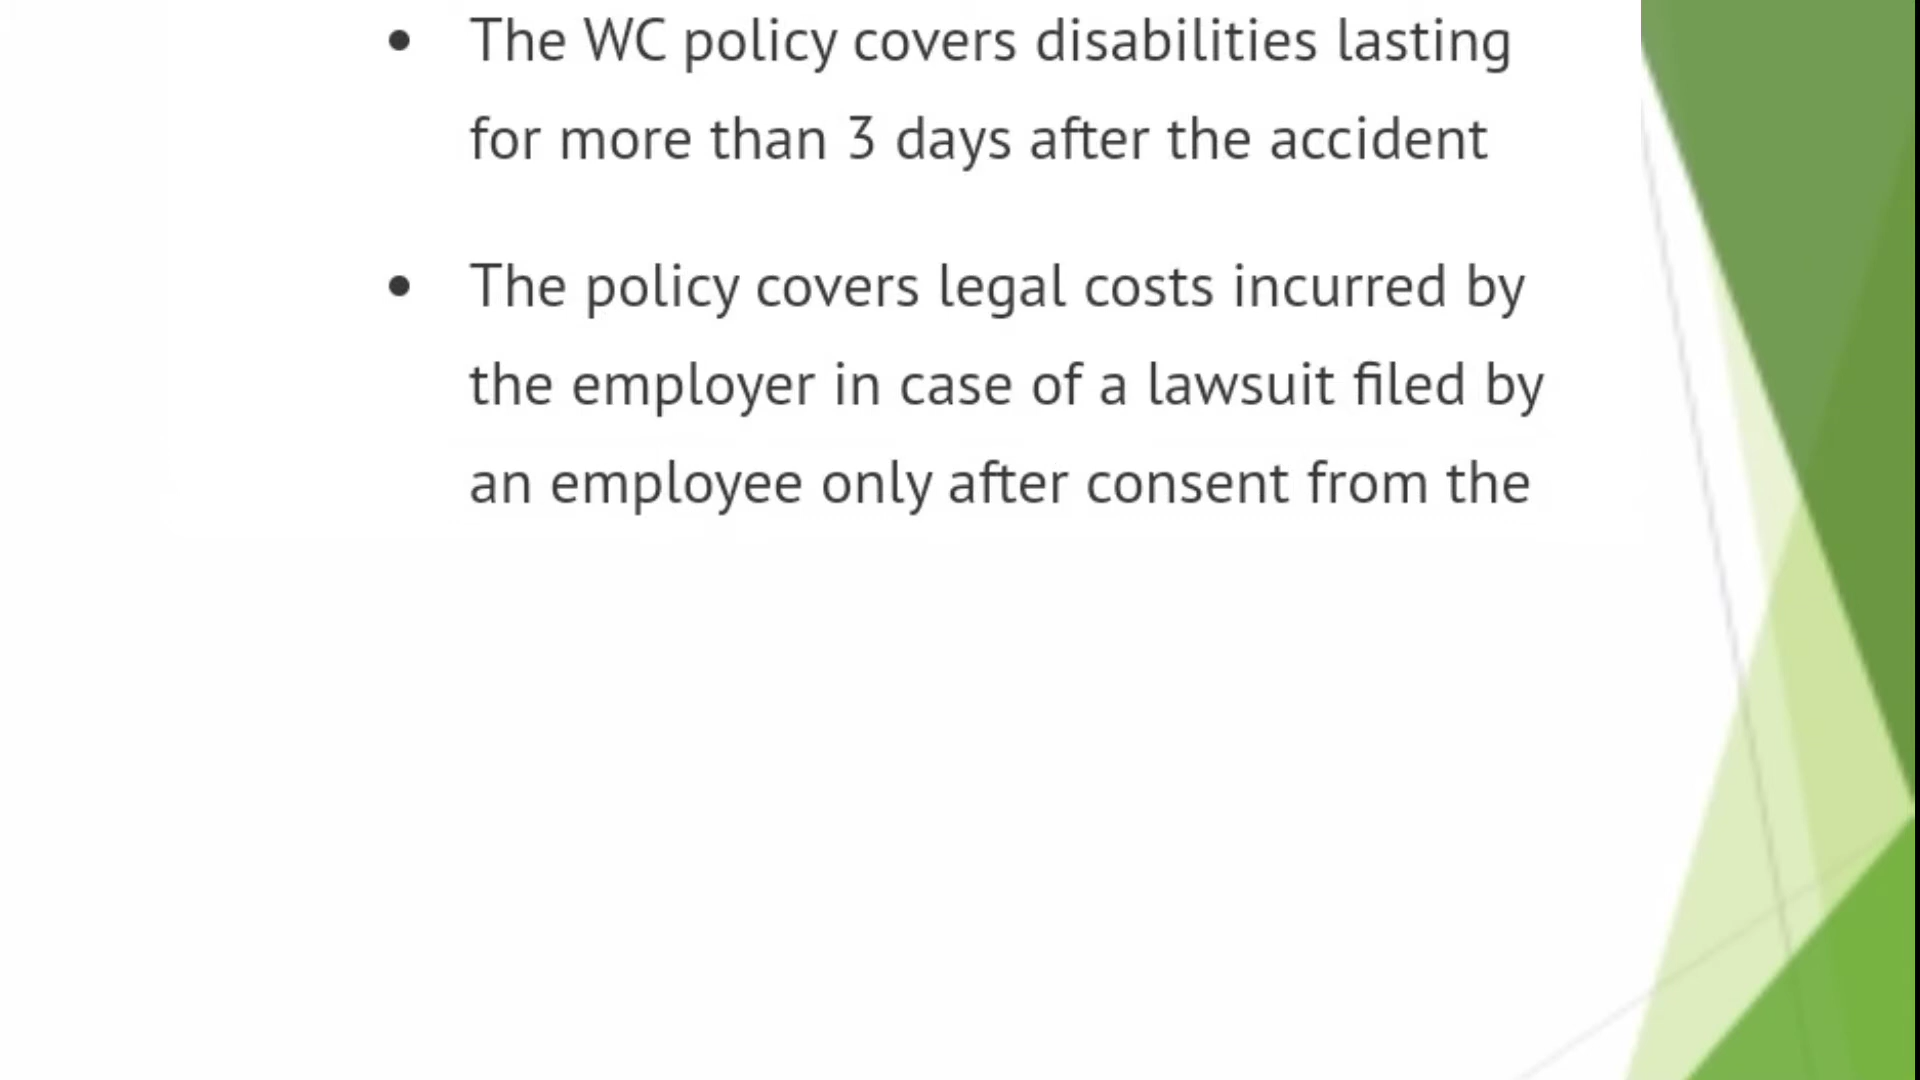 • The WC policy covers disabilities lasting
for more than 3 days after the accident
• The policy covers legal costs incurred by
the employer in case of a lawsuit filed by
an employee only after consent from the